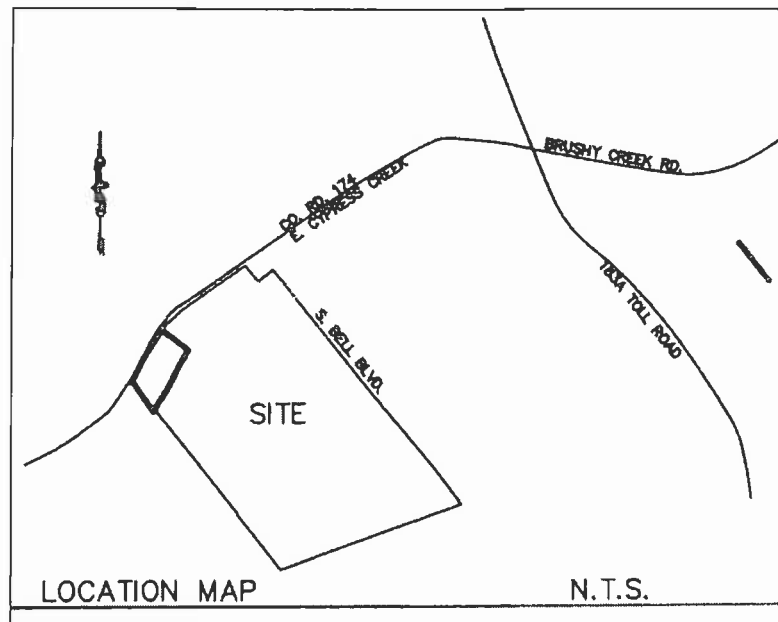 BRUSHY CREEK RD.
CO. RD. 174
E. CYPRESS CREEK
183A TOLL ROAD
S. BELL BLVD.
SITE
LOCATION MAP
N.T.S.